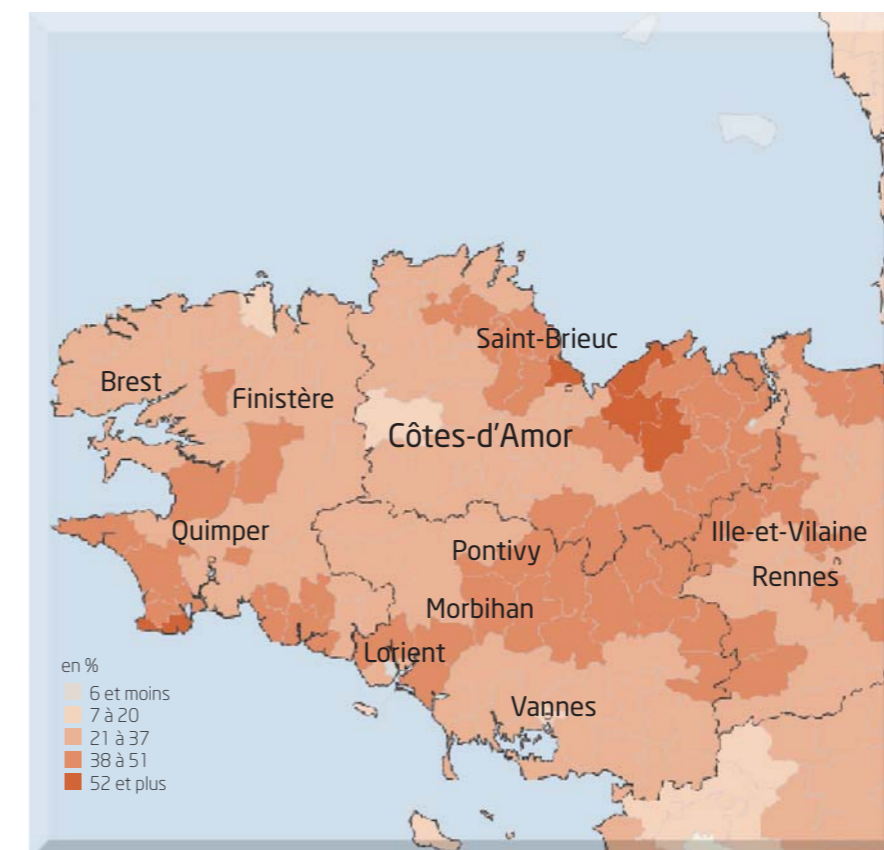 Saint-Brieuc
Brest
Finistère
Côtes-d'Amor
Quimper
Pontivy
Ille-et-Vilaine
Rennes
Morbihan
Lorient
Vannes
en %
6 et moins
7 à 20
21 à 37
38 à 51
52 et plus